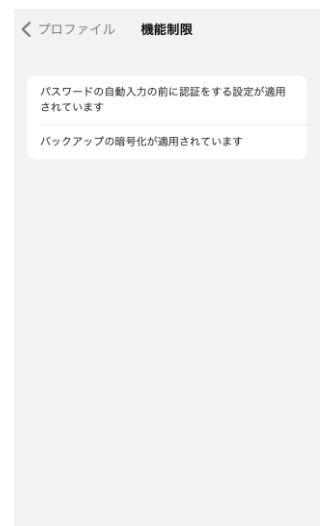 プロファイル 機能制限
パスワードの自動入力の前に認証をする設定が適用
されています
バックアップの暗号化が適用されています